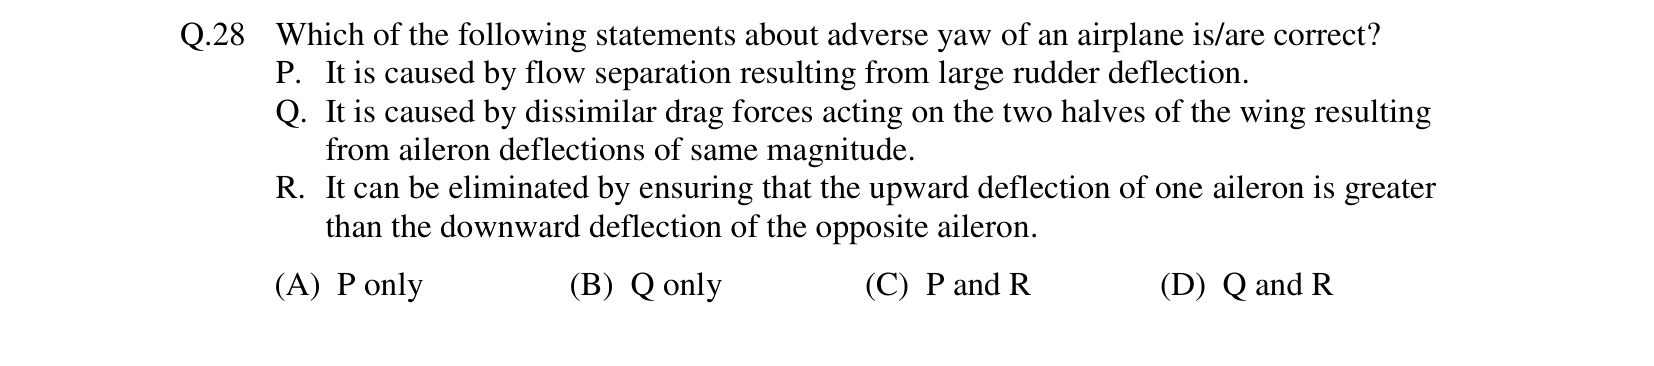 Q.28 Which of the following statements about adverse yaw of an airplane is/are correct?
P. It is caused by flow separation resulting from large rudder deflection.
Q. It is caused by dissimilar drag forces acting on the two halves of the wing resulting
from aileron deflections of same magnitude.
R. It can be eliminated by ensuring that the upward deflection of one aileron is greater
than the downward deflection of the opposite aileron.
(A) P only (B) Q only (C) P and R (D) Q and R